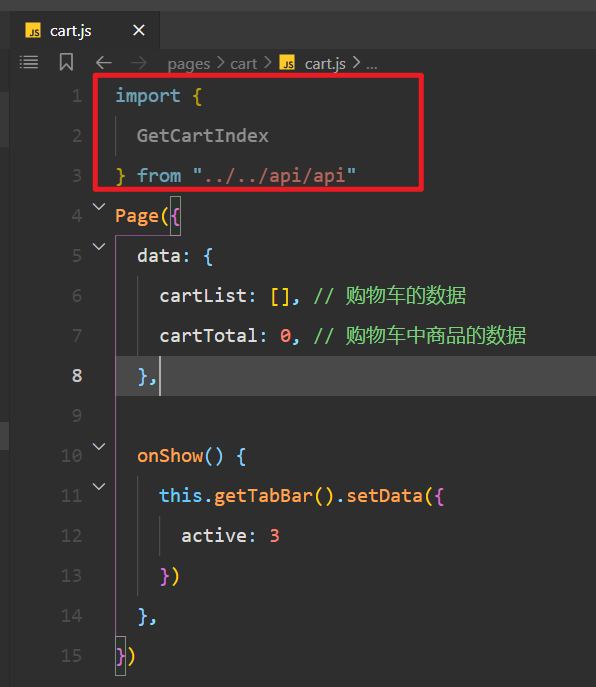 JS cart.js ×
pages > cart > JS cart.js > ...
1 import {
2 GetCartIndex
3 } from "../../api/api"
4 Page({
5 data: {
6 cartList: [], // 购物车的数据
7 cartTotal: 0, // 购物车中商品的数据
8 },
9
10 onShow() {
11 this.getTabBar().setData({
12 active: 3
13 })
14 },
15 })